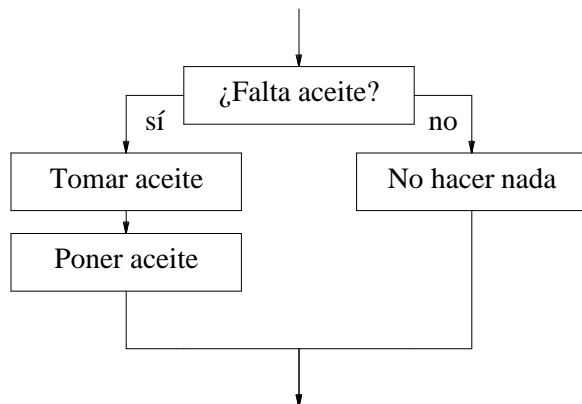 ¿Falta aceite?
sí
no
Tomar aceite
No hacer nada
Poner aceite